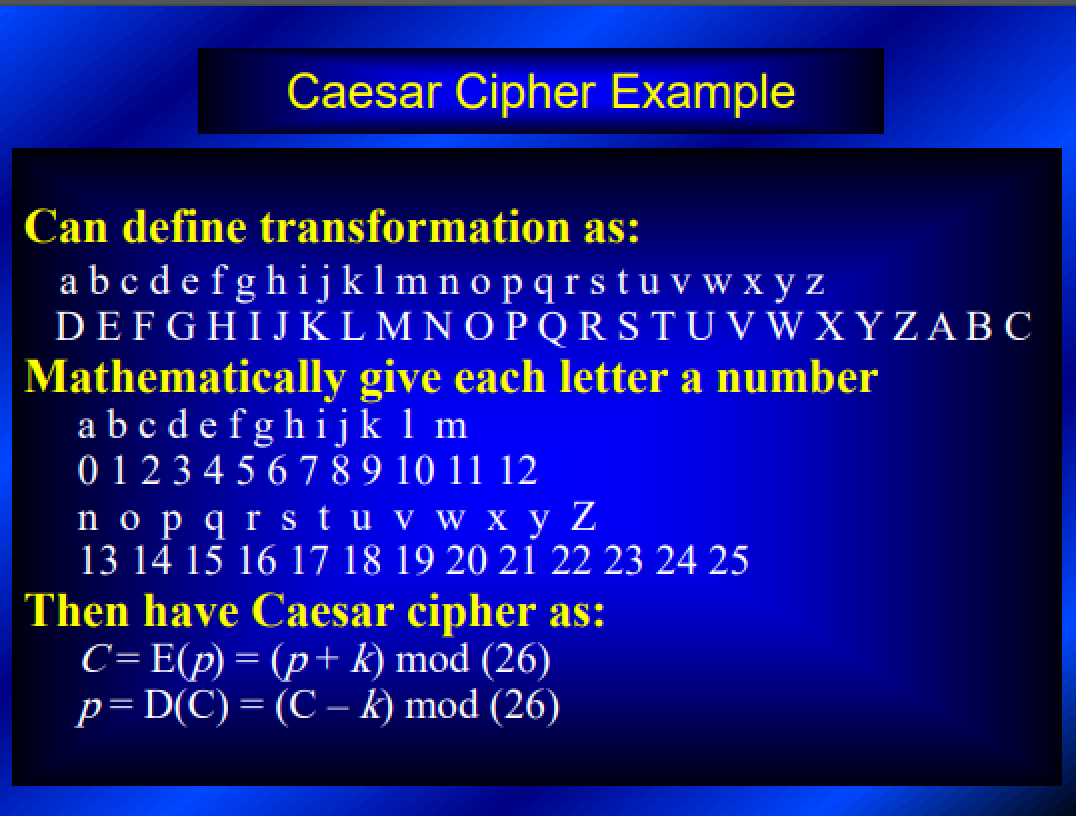 Caesar Cipher Example
Can define transformation as:
a b c d e f g h i j k l m n o p q r s t u v w x y z
D E F G H I J K L M N O P Q R S T U V W X Y Z A B C
Mathematically give each letter a number
a b c d e f g h i j k l m
0 1 2 3 4 5 6 7 8 9 10 11 12
n o p q r s t u v w x y Z
13 14 15 16 17 18 19 20 21 22 23 24 25
Then have Caesar cipher as:
C = E(p) = (p + k) mod (26)
p = D(C) = (C – k) mod (26)